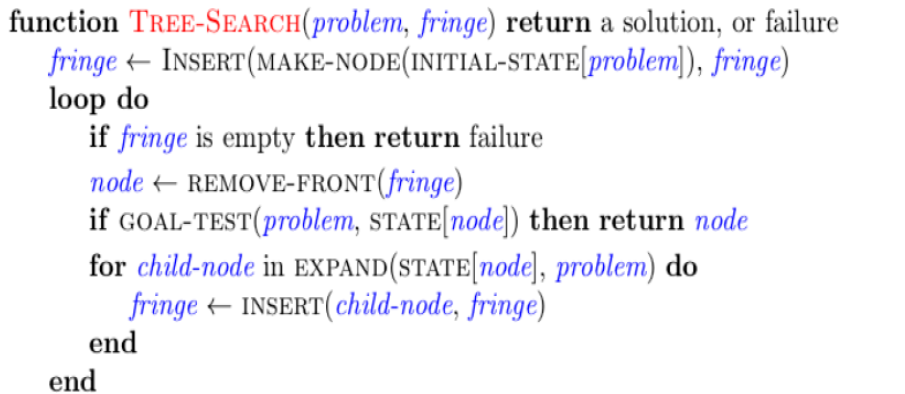 function TREE-SEARCH(problem, fringe) return a solution, or failure
fringe ← INSERT(MAKE-NODE(INITIAL-STATE[problem]), fringe)
loop do
if fringe is empty then return failure
node ← REMOVE-FRONT(fringe)
if GOAL-TEST(problem, STATE[node]) then return node
for child-node in EXPAND(STATE[node], problem) do
fringe ← INSERT(child-node, fringe)
end
end